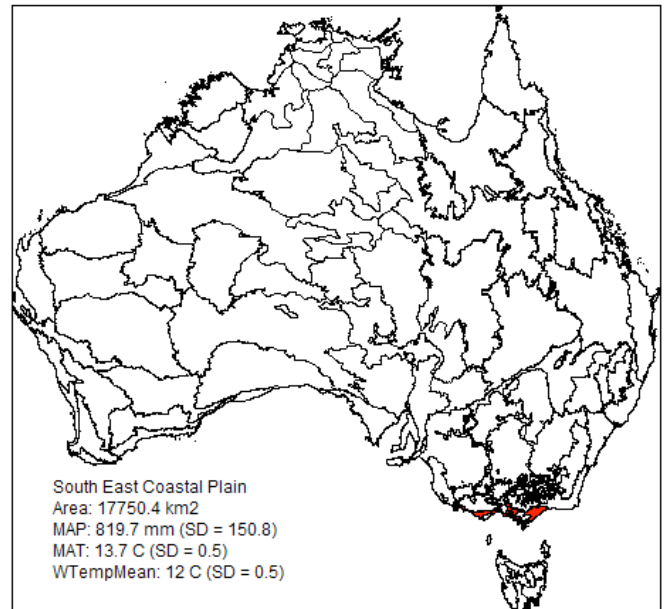 South East Coastal Plain
Area: 17750.4 km2
MAP: 819.7 mm (SD = 150.8)
MAT: 13.7 C (SD = 0.5)
WTempMean: 12 C (SD = 0.5)